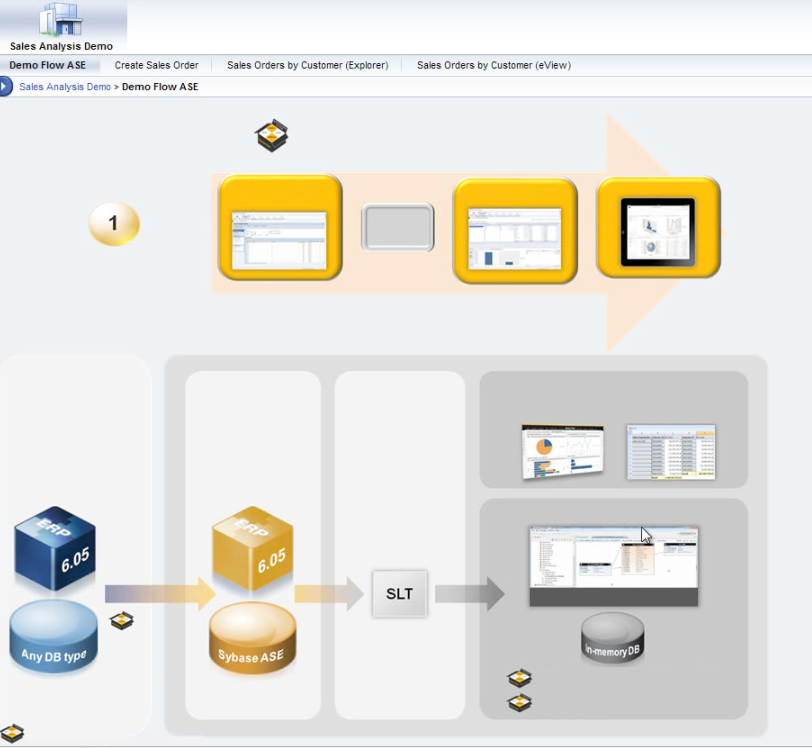 Sales Analysis Demo
Demo Flow ASE
Create Sales Order
Sales Orders by Customer (Explorer)
Sales Orders by Customer (eView)
Sales Analysis Demo > Demo Flow ASE
1
ERP
6.05
ERP
6.05
SLT
Any DB type
Sybase ASE
In-memory DB